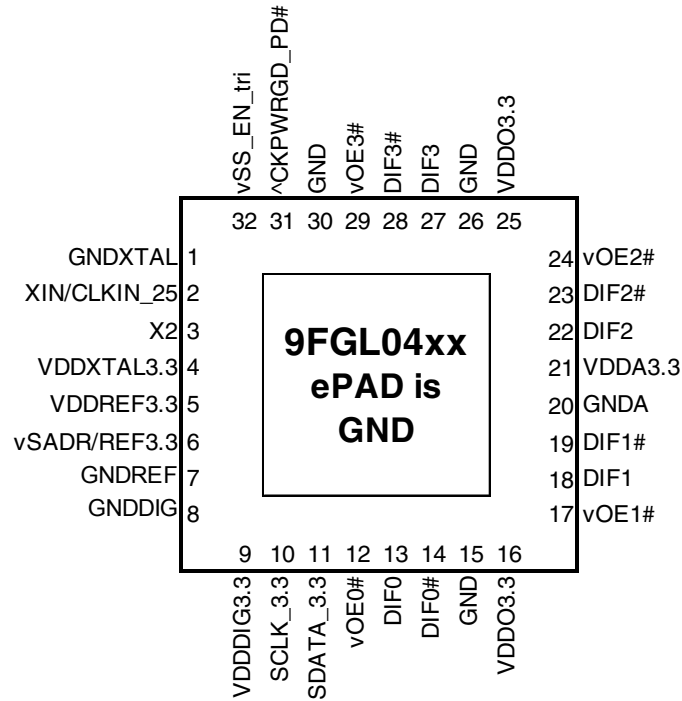 vSS_EN_tri
^CKPWRGD_PD#
GND
vOE3#
DIF3#
DIF3
GND
VDDO3.3
32 31 30 29 28 27 26 25
GNDXTAL 1
XIN/CLKIN_25 2
X2 3
VDDXTAL3.3 4
VDDREF3.3 5
vSADR/REF3.3 6
GNDREF 7
GNDDIG 8
9FGL04xx
ePAD is
GND
24 vOE2#
23 DIF2#
22 DIF2
21 VDDA3.3
20 GNDA
19 DIF1#
18 DIF1
17 vOE1#
9 10 11 12 13 14 15 16
VDDDIG3.3
SCLK_3.3
SDATA_3.3
vOE0#
DIF0
DIF0#
GND
VDDO3.3